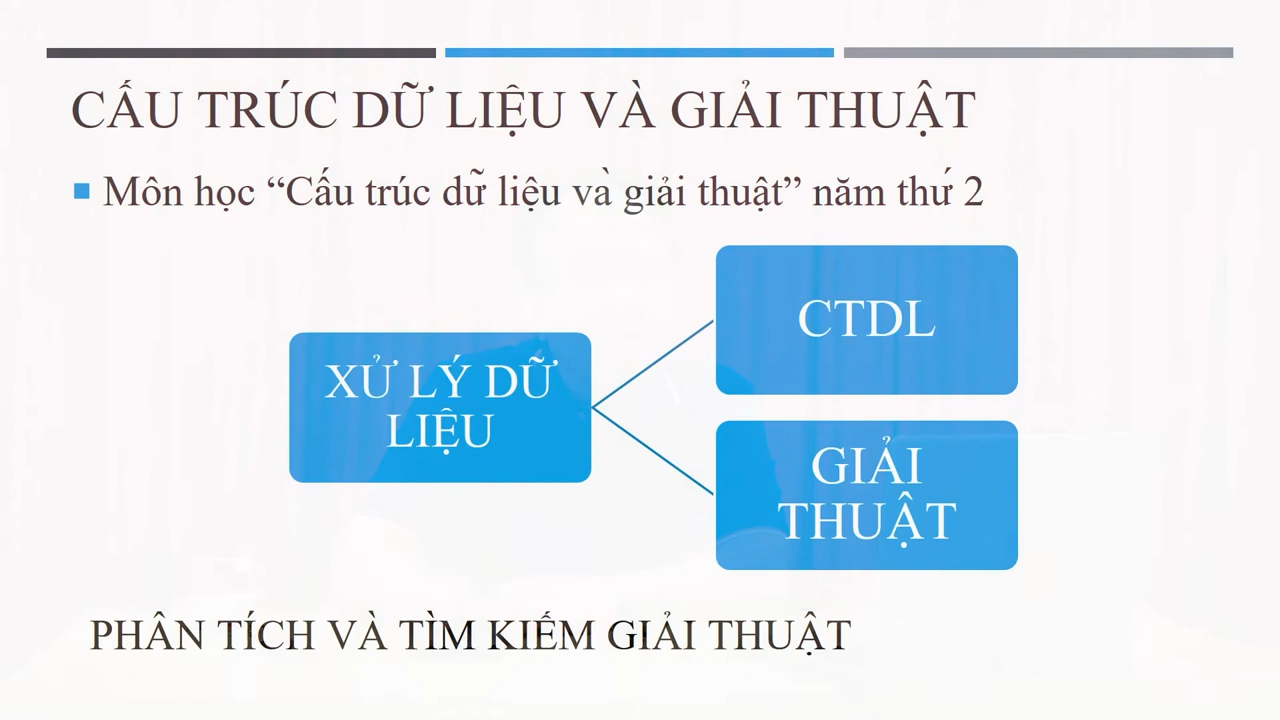 CẤU TRÚC DỮ LIỆU VÀ GIẢI THUẬT
Môn học “Cấu trúc dữ liệu và giải thuật” năm thứ 2
CTDL
XỬ LÝ DỮ
LIỆU
GIẢI
THUẬT
PHÂN TÍCH VÀ TÌM KIẾM GIẢI THUẬT